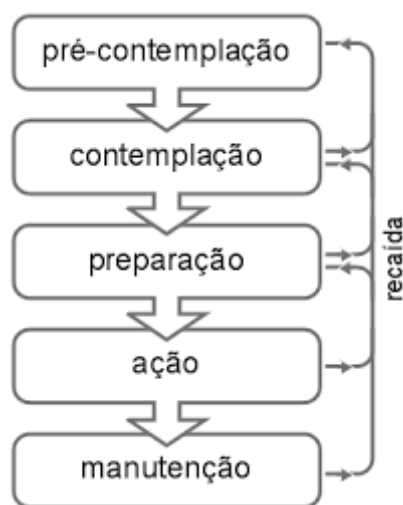 pré-contemplação
contemplação
preparação
ação
manutenção
recaída